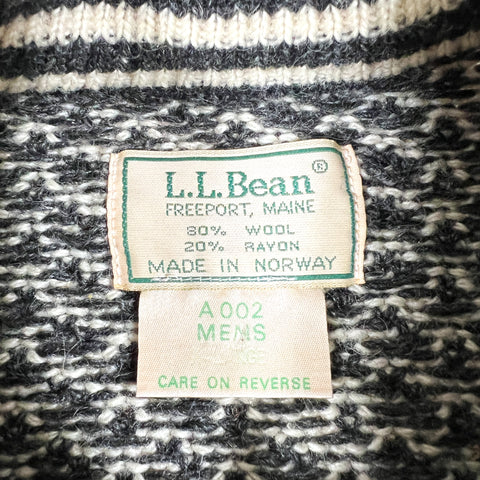 L.L.Bean®
FREEPORT, MAINE
80% WOOL
20% RAYON
MADE IN NORWAY
A 002
MENS
CARE ON REVERSE